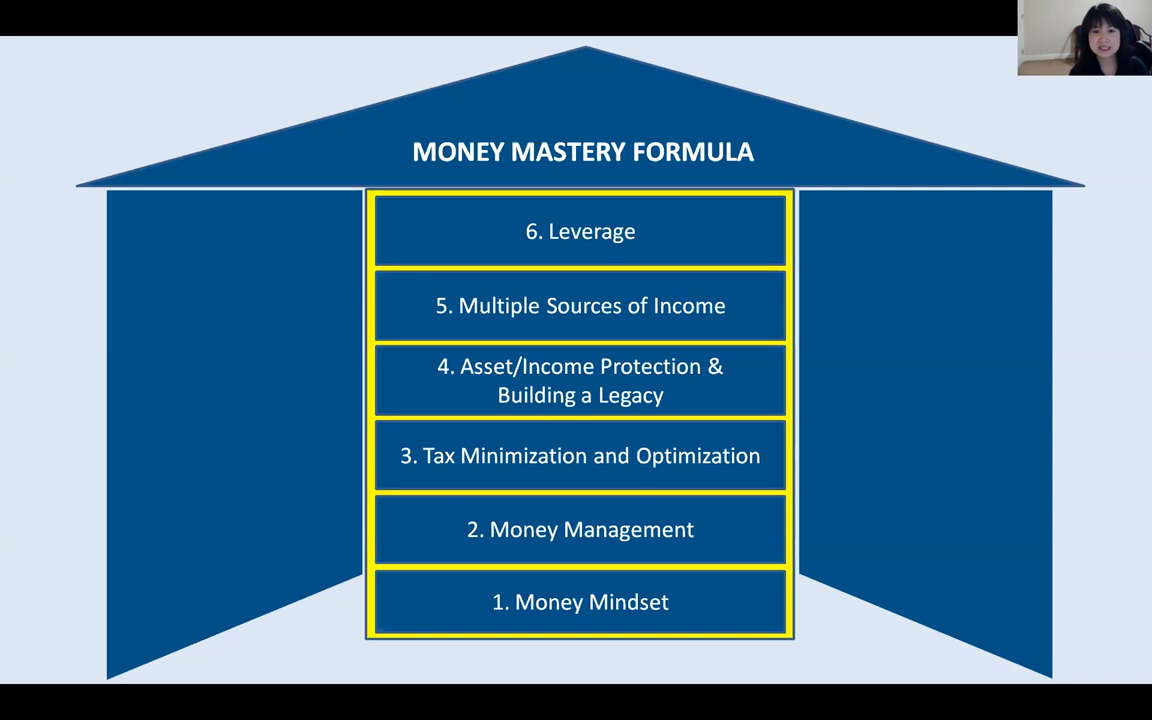 MONEY MASTERY FORMULA
6. Leverage
5. Multiple Sources of Income
4. Asset/Income Protection &
Building a Legacy
3. Tax Minimization and Optimization
2. Money Management
1. Money Mindset